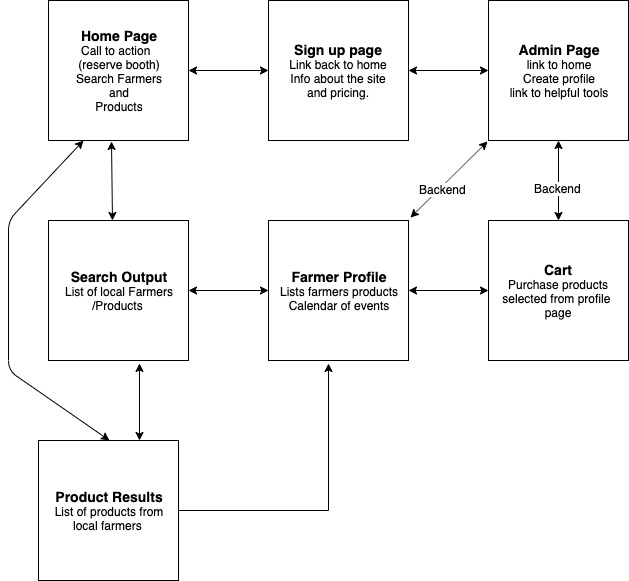 Home Page
Call to action
(reserve booth)
Search Farmers
and
Products
Sign up page
Link back to home
Info about the site
and pricing.
Admin Page
link to home
Create profile
link to helpful tools
Backend
Backend
Search Output
List of local Farmers
/Products
Farmer Profile
Lists farmers products
Calendar of events
Cart
Purchase products
selected from profile
page
Product Results
List of products from
local farmers